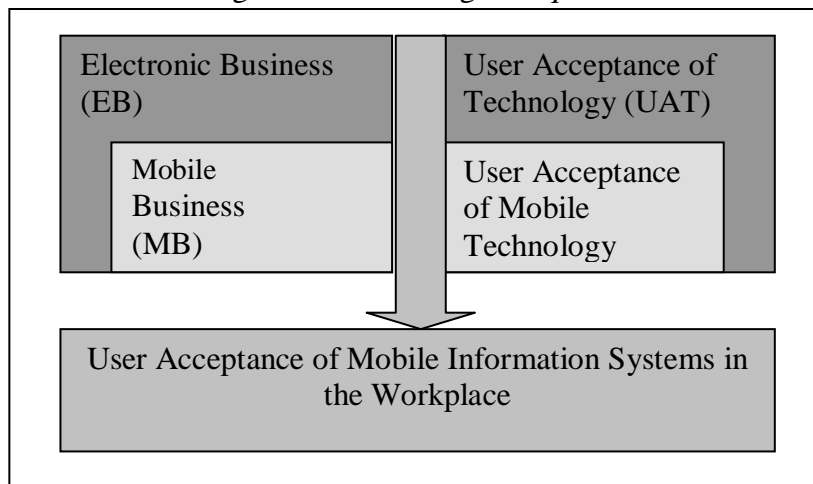 Electronic Business
(EB)
User Acceptance of
Technology (UAT)
Mobile
Business
(MB)
User Acceptance
of Mobile
Technology
User Acceptance of Mobile Information Systems in
the Workplace